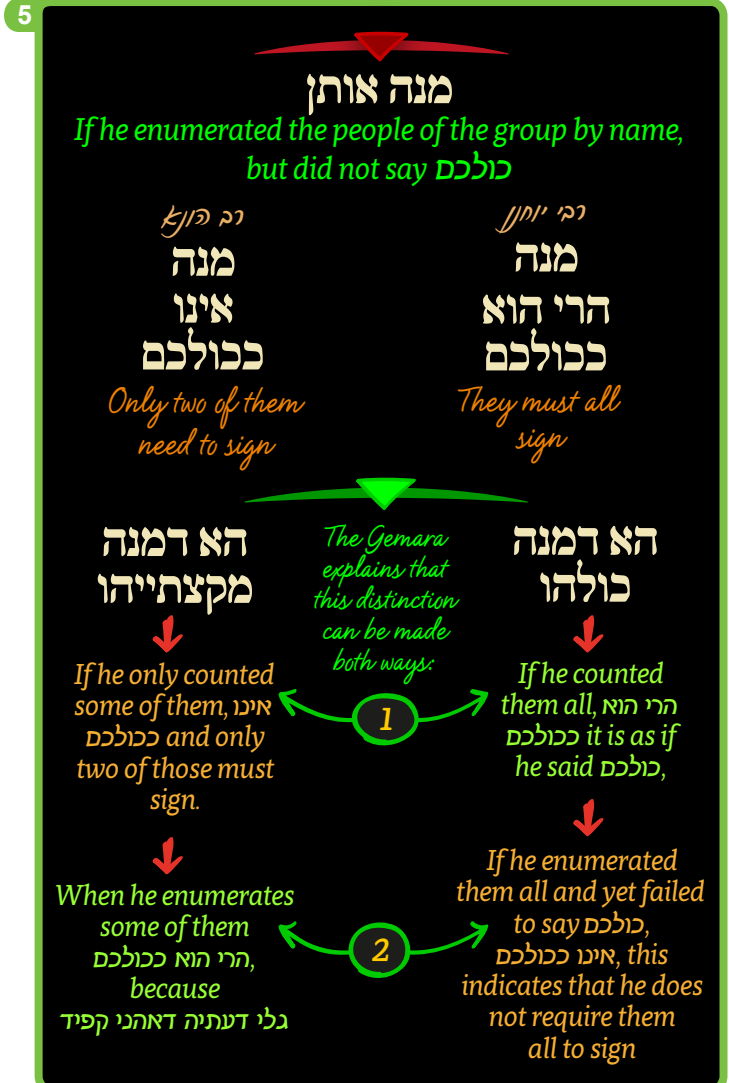 5
מנה אותן
If he enumerated the people of the group by name,
but did not say כולכם
רבי יוחנן
מנה
הרי הוא
ככולכם
They must all
sign
רב הונא
מנה
אינו
ככולכם
Only two of them
need to sign
The Gemara
explains that
this distinction
can be made
both ways:
הא דמנה
כולהו
If he counted
them all, הרי הוא
ככולכם it is as if
he said כולכם,
הא דמנה
מקצתייהו
If he only counted
some of them, אינו
ככולכם and only
two of those must
sign.
1
If he enumerated
them all and yet failed
to say כולכם,
אינו ככולכם, this
indicates that he does
not require them
all to sign
When he enumerates
some of them
הרי הוא ככולכם,
because
גלי דעתיה דאהני קפיד
2